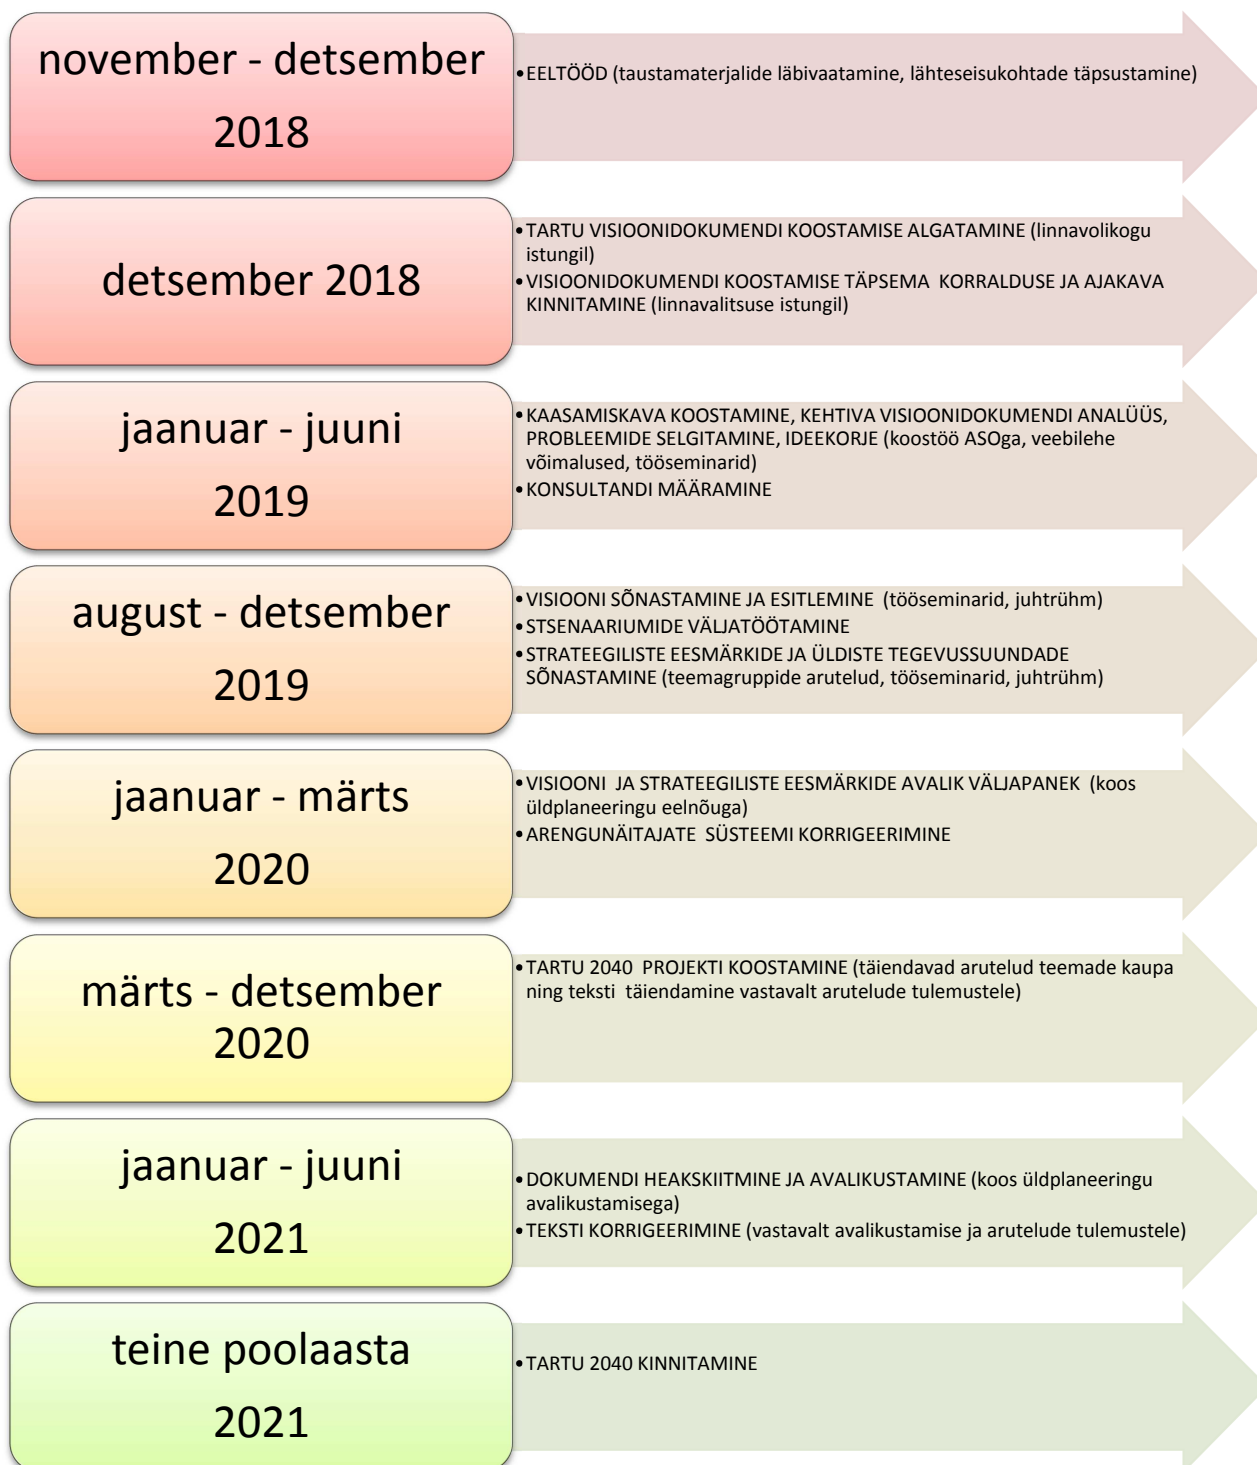 november - detsember
2018
•EELTÖÖD (taustamaterjalide läbivaatamine, lähteseisukohtade täpsustamine)
detsember 2018
•TARTU VISIOONIDOKUMENDI KOOSTAMISE ALGATAMINE (linnavolikogu
istungil)
•VISIOONIDOKUMENDI KOOSTAMISE TÄPSEMA KORRALDUSE JA AJAKAVA
KINNITAMINE (linnavalitsuse istungil)
jaanuar - juuni
2019
•KAASAMISKAVA KOOSTAMINE, KEHTIVA VISIOONIDOKUMENDI ANALÜÜS,
PROBLEEMIDE SELGITAMINE, IDEEKORJE (koostöö ASOga, veebilehe
võimalused, tööseminarid)
•KONSULTANDI MÄÄRAMINE
august - detsember
2019
•VISIOONI SÕNASTAMINE JA ESITLEMINE (tööseminarid, juhtrühm)
•STSENAARIUMIDE VÄLJATÖÖTAMINE
•STRATEEGILISTE EESMÄRKIDE JA ÜLDISTE TEGEVUSSUUNDADE
SÕNASTAMINE (teemagruppide arutelud, tööseminarid, juhtrühm)
jaanuar - märts
2020
•VISIOONI JA STRATEEGILISTE EESMÄRKIDE AVALIK VÄLJAPANEK (koos
üldplaneeringu eelnõuga)
•ARENGUNÄITAJATE SÜSTEEMI KORRIGEERIMINE
märts - detsember
2020
•TARTU 2040 PROJEKTI KOOSTAMINE (täiendavad arutelud teemade kaupa
ning teksti täiendamine vastavalt arutelude tulemustele)
jaanuar - juuni
2021
•DOKUMENDI HEAKSKIITMINE JA AVALIKUSTAMINE (koos üldplaneeringu
avalikustamisega)
•TEKSTI KORRIGEERIMINE (vastavalt avalikustamise ja arutelude tulemustele)
teine poolaasta
2021
•TARTU 2040 KINNITAMINE